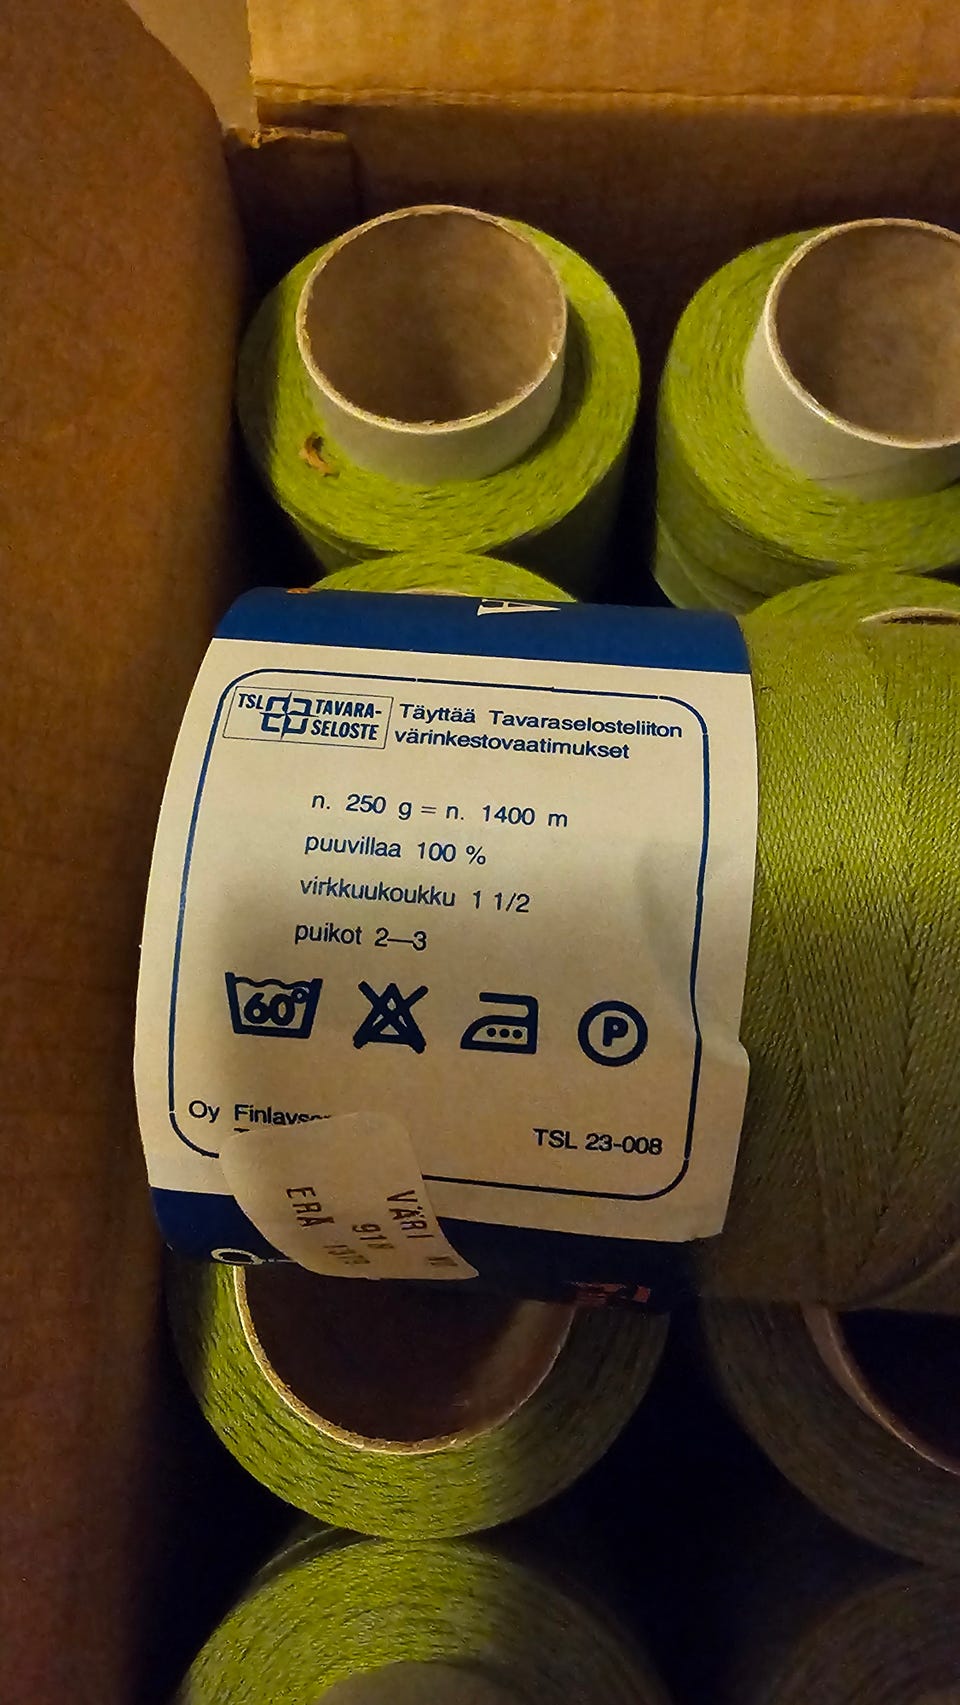 A
TSL TAVARA-
SELOSTE
Täyttää Tavaraselosteliiton
värinkestovaatimukset
n. 250 g = n. 1400 m
puuvillaa 100 %
virkkuukoukku 1 1/2
puikot 2—3
60°
P
Oy
TSL 23-008
VÄRI
918
ERÄ